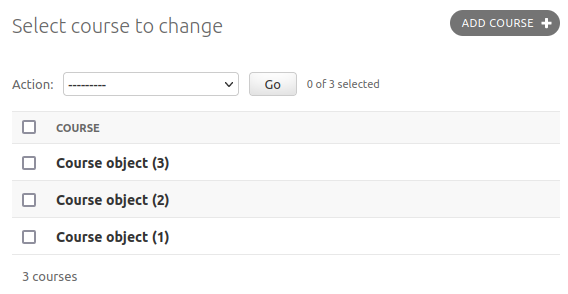 Select course to change
ADD COURSE +
Action: --------- Go 0 of 3 selected
COURSE
Course object (3)
Course object (2)
Course object (1)
3 courses